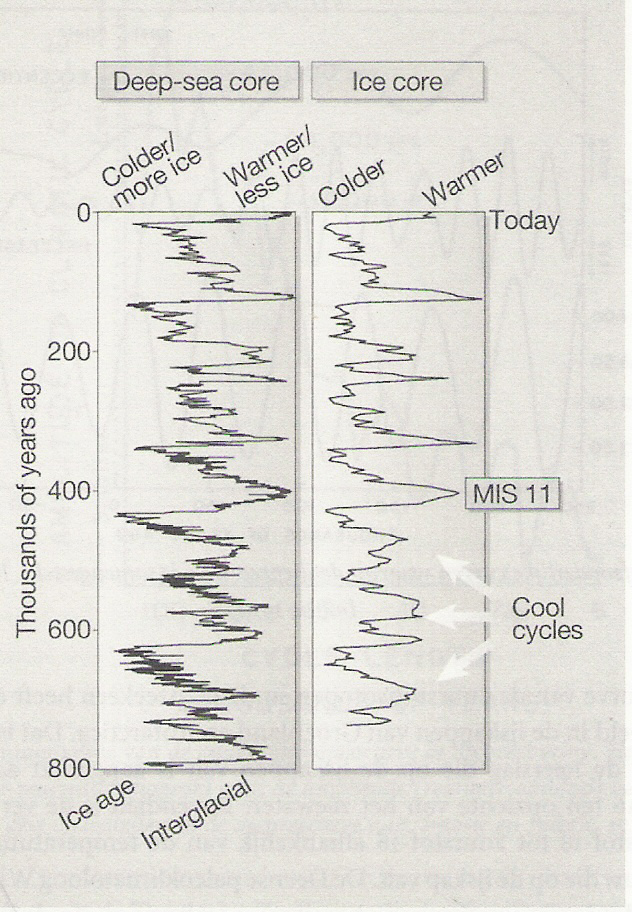 Deep-sea core
Ice core
Colder/
more ice
Warmer/
less ice
Colder
Warmer
0
Today
200
400
MIS 11
Thousands of years ago
600
Cool
cycles
800
Ice age
Interglacial